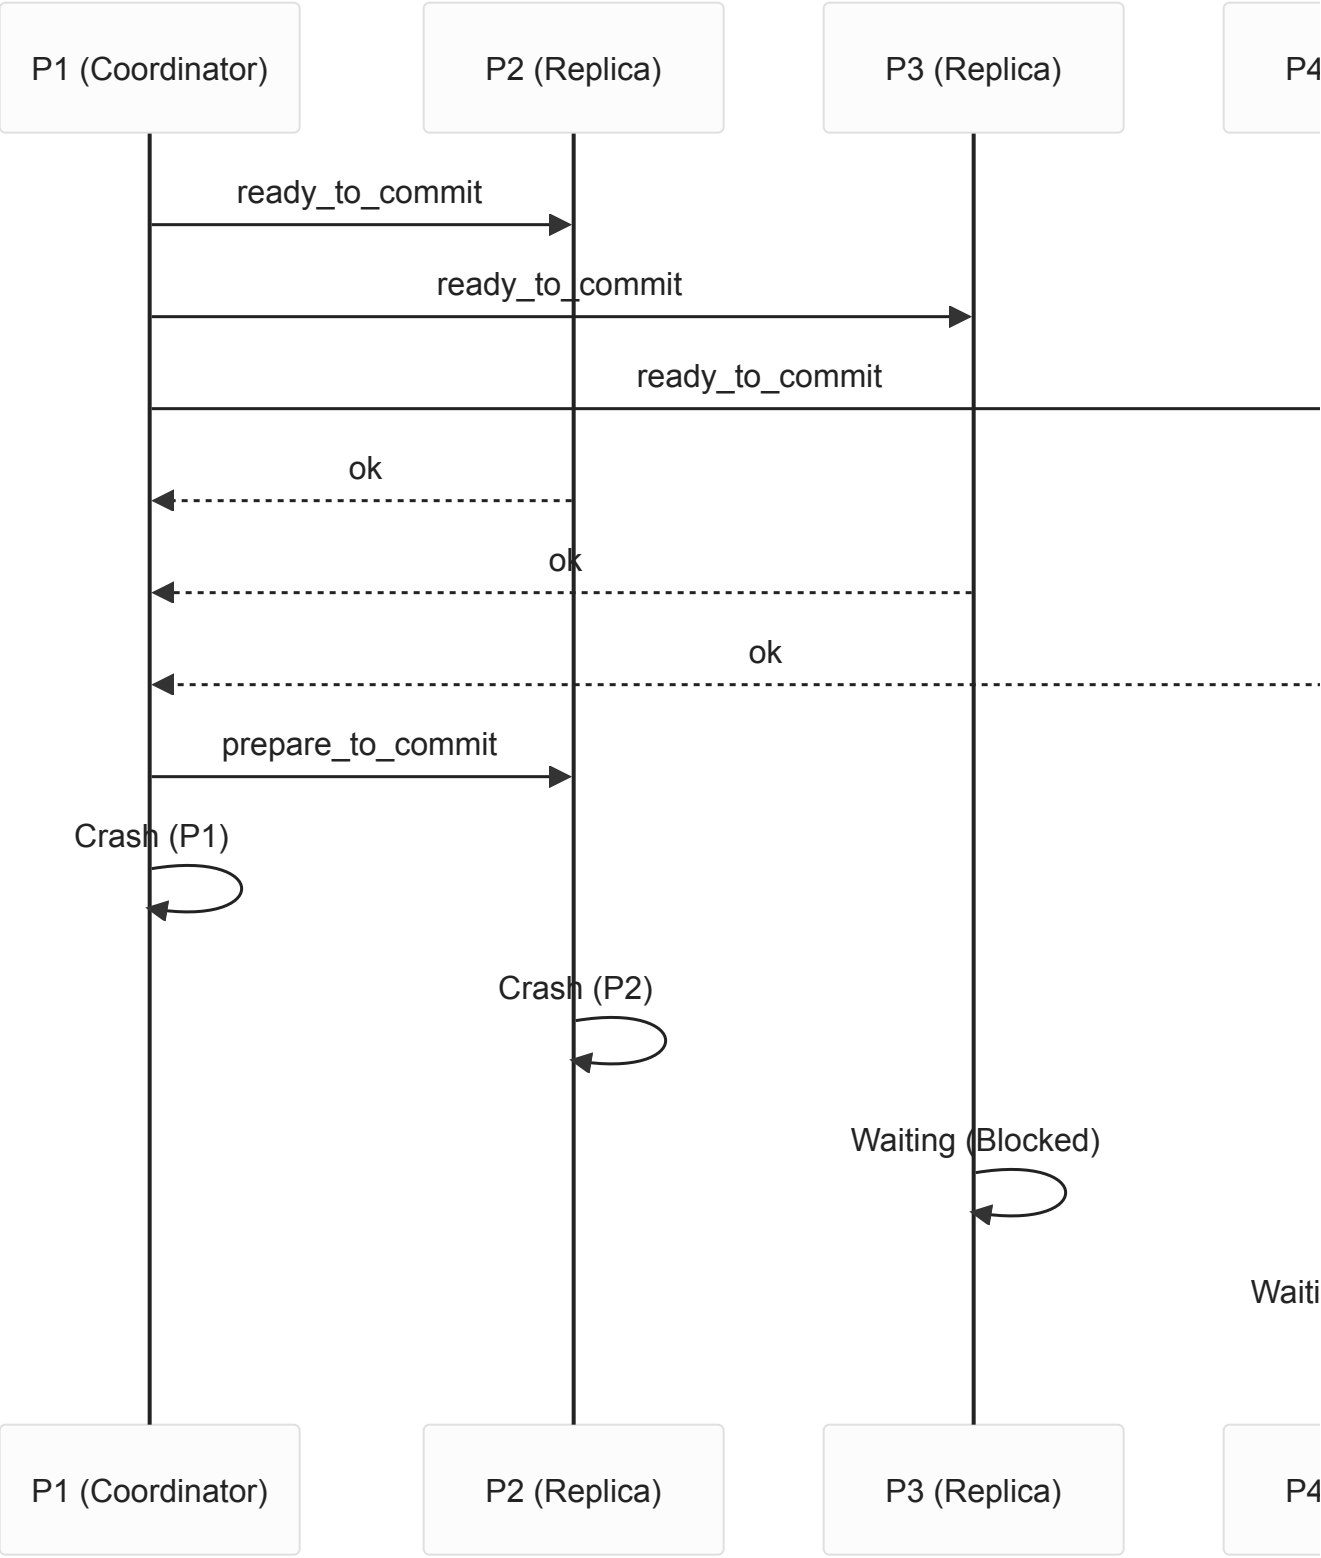 P1 (Coordinator)
P2 (Replica)
P3 (Replica)
P4
ready_to_commit
ready_to_commit
ready_to_commit
ok
ok
ok
prepare_to_commit
Crash (P1)
Crash (P2)
Waiting (Blocked)
Waiti
P1 (Coordinator)
P2 (Replica)
P3 (Replica)
P4